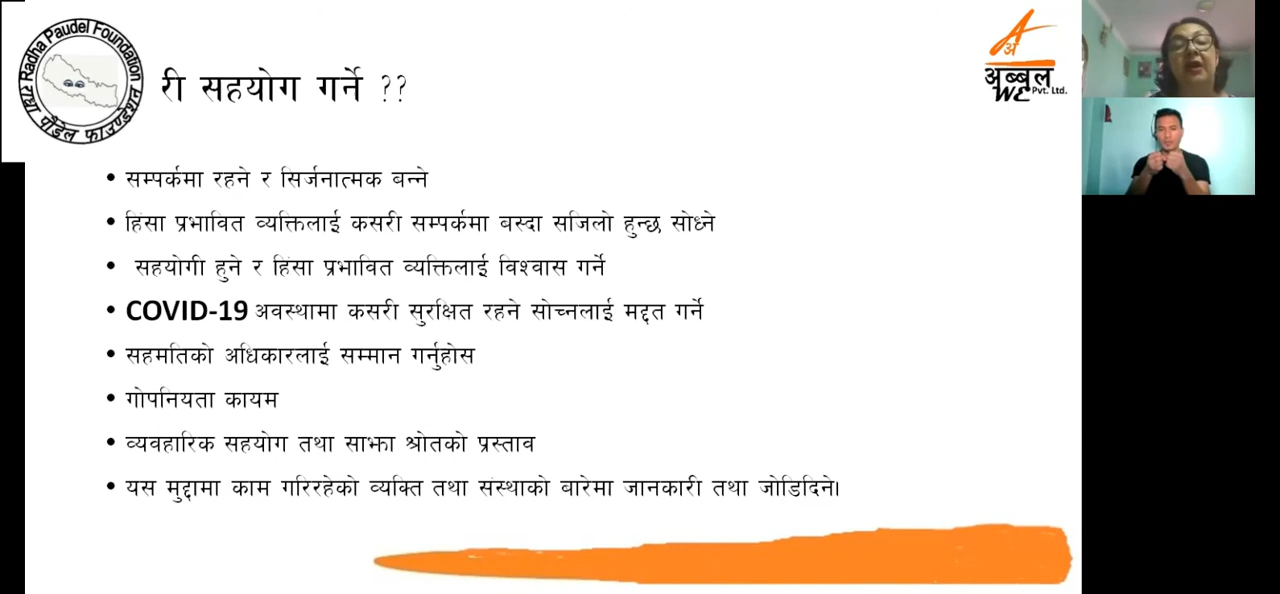 Radha Paudel Foundation
राधा पौडेल फाउण्डेशन
री सहयोग गर्ने ??
अ
अब्बल
WE Pvt. Ltd.
• सम्पर्कमा रहने र सिर्जनात्मक बन्ने
• हिंसा प्रभावित व्यक्तिलाई कसरी सम्पर्कमा बस्दा सजिलो हुन्छ सोध्ने
• सहयोगी हुने र हिंसा प्रभावित व्यक्तिलाई विश्वास गर्ने
• COVID-19 अवस्थामा कसरी सुरक्षित रहने सोच्नलाई मद्दत गर्ने
• सहमतिको अधिकारलाई सम्मान गर्नुहोस
• गोपनियता कायम
• व्यवहारिक सहयोग तथा साझा श्रोतको प्रस्ताव
• यस मुद्दामा काम गरिरहेको व्यक्ति तथा संस्थाको बारेमा जानकारी तथा जोडिदिने।